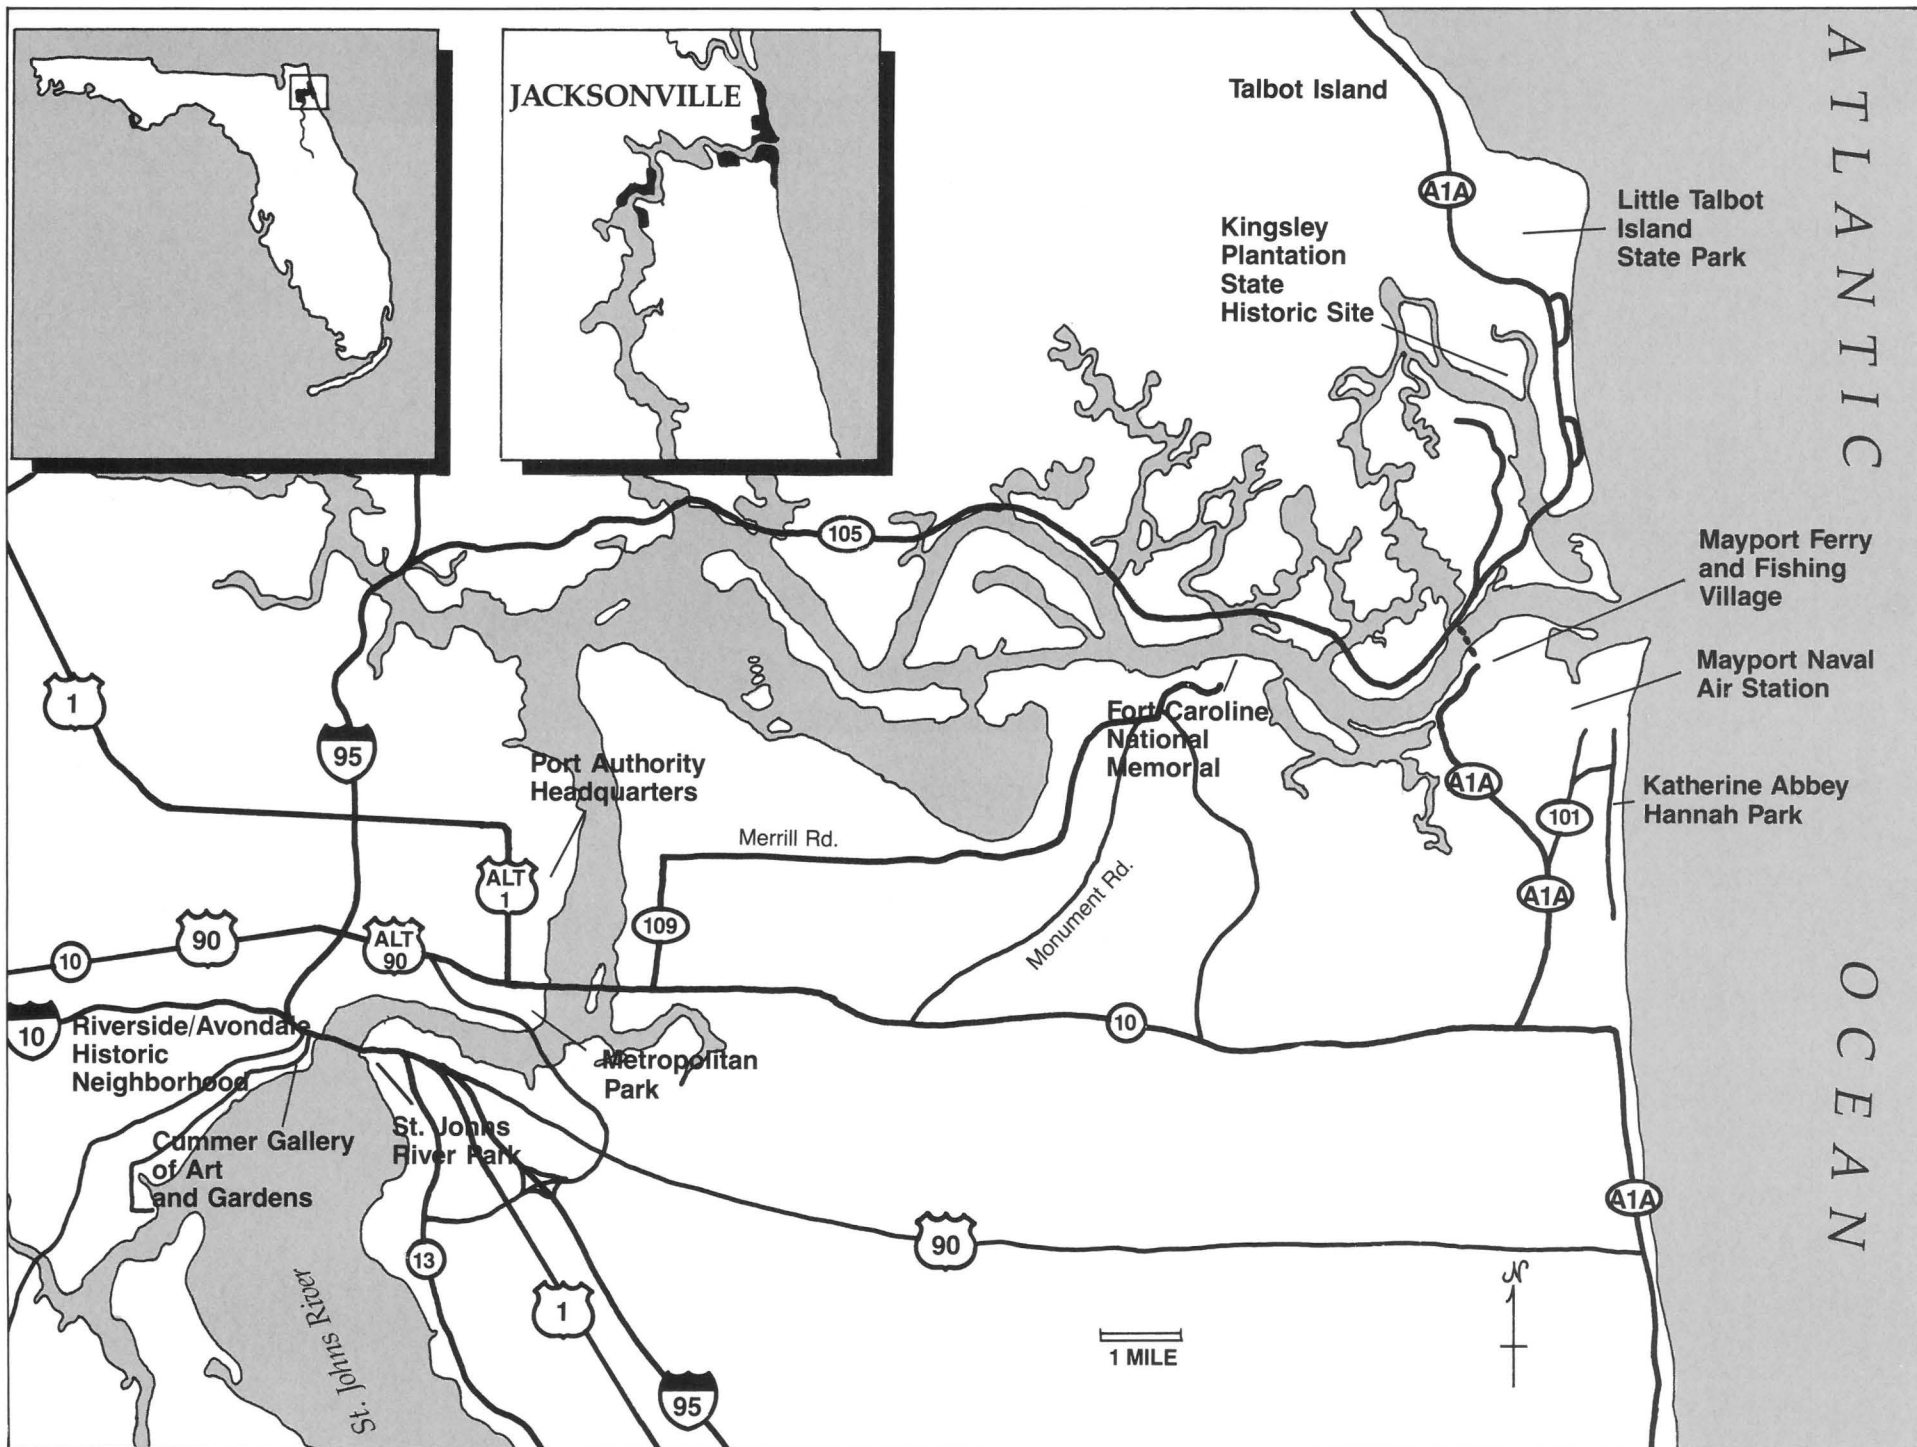 JACKSONVILLE
Talbot Island
A1A
Little Talbot
Island
State Park
Kingsley
Plantation
State
Historic Site
ATLANTIC
OCEAN
105
Mayport Ferry
and Fishing
Village
Mayport Naval
Air Station
1
95
Fort Caroline
National
Memorial
Port Authority
Headquarters
A1A
101
Katherine Abbey
Hannah Park
Merrill Rd.
ALT
1
A1A
109
Monument Rd.
90
ALT
90
10
10
10
Riverside/Avondale
Historic
Neighborhood
Metropolitan
Park
St. Johns
River Park
Cummer Gallery
of Art
and Gardens
A1A
90
13
St. Johns River
1
N
1 MILE
95